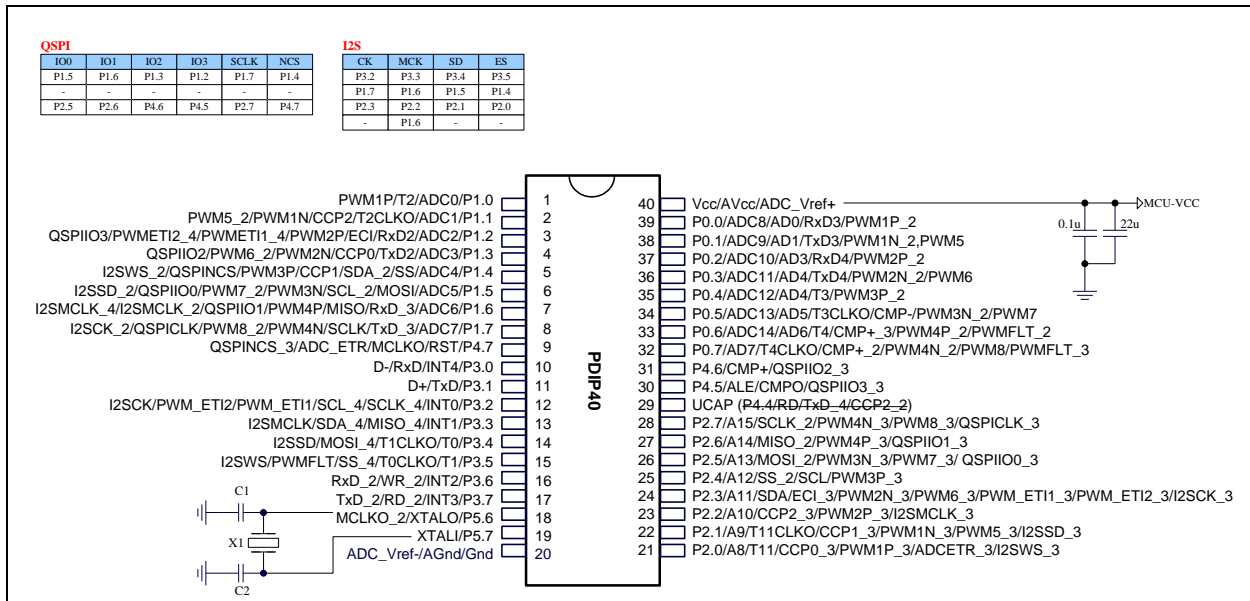 QSPI
IO0 IO1 IO2 IO3 SCLK NCS
P1.5 P1.6 P1.3 P1.2 P1.7 P1.4
- - - - - -
P2.5 P2.6 P4.6 P4.5 P2.7 P4.7
I2S
CK MCK SD ES
P3.2 P3.3 P3.4 P3.5
P1.7 P1.6 P1.5 P1.4
P2.3 P2.2 P2.1 P2.0
- P1.6 - -
PWM1P/T2/ADC0/P1.0 1
PWM5_2/PWM1N/CCP2/T2CLKO/ADC1/P1.1 2
QSPIIO3/PWMETI2_4/PWMETI1_4/PWM2P/ECI/RxD2/ADC2/P1.2 3
QSPIIO2/PWM6_2/PWM2N/CCP0/TxD2/ADC3/P1.3 4
I2SWS_2/QSPINCS/PWM3P/CCP1/SDA_2/SS/ADC4/P1.4 5
I2SSD_2/QSPIIO0/PWM7_2/PWM3N/SCL_2/MOSI/ADC5/P1.5 6
I2SMCLK_4/I2SMCLK_2/QSPIIO1/PWM4P/MISO/RxD_3/ADC6/P1.6 7
I2SCK_2/QSPICLK/PWM8_2/PWM4N/SCLK/TxD_3/ADC7/P1.7 8
QSPINCS_3/ADC_ETR/MCLKO/RST/P4.7 9
D-/RxD/INT4/P3.0 10
D+/TxD/P3.1 11
I2SCK/PWM_ETI2/PWM_ETI1/SCL_4/SCLK_4/INT0/P3.2 12
I2SMCLK/SDA_4/MISO_4/INT1/P3.3 13
I2SSD/MOSI_4/T1CLKO/T0/P3.4 14
I2SWS/PWMFLT/SS_4/T0CLKO/T1/P3.5 15
RxD_2/WR_2/INT2/P3.6 16
TxD_2/RD_2/INT3/P3.7 17
MCLKO_2/XTALO/P5.6 18
XTALI/P5.7 19
ADC_Vref-/AGnd/Gnd 20
C1
X1
C2
PDIP40
40 Vcc/AVcc/ADC_Vref+
39 P0.0/ADC8/AD0/RxD3/PWM1P_2
38 P0.1/ADC9/AD1/TxD3/PWM1N_2,PWM5
37 P0.2/ADC10/AD3/RxD4/PWM2P_2
36 P0.3/ADC11/AD4/TxD4/PWM2N_2/PWM6
35 P0.4/ADC12/AD4/T3/PWM3P_2
34 P0.5/ADC13/AD5/T3CLKO/CMP-/PWM3N_2/PWM7
33 P0.6/ADC14/AD6/T4/CMP+_3/PWM4P_2/PWMFLT_2
32 P0.7/AD7/T4CLKO/CMP+_2/PWM4N_2/PWM8/PWMFLT_3
31 P4.6/CMP+/QSPIIO2_3
30 P4.5/ALE/CMPO/QSPIIO3_3
29 UCAP (P4.4/RD/TxD_4/CCP2_2)
28 P2.7/A15/SCLK_2/PWM4N_3/PWM8_3/QSPICLK_3
27 P2.6/A14/MISO_2/PWM4P_3/QSPIIO1_3
26 P2.5/A13/MOSI_2/PWM3N_3/PWM7_3/ QSPIIO0_3
25 P2.4/A12/SS_2/SCL/PWM3P_3
24 P2.3/A11/SDA/ECI_3/PWM2N_3/PWM6_3/PWM_ETI1_3/PWM_ETI2_3/I2SCK_3
23 P2.2/A10/CCP2_3/PWM2P_3/I2SMCLK_3
22 P2.1/A9/T11CLKO/CCP1_3/PWM1N_3/PWM5_3/I2SSD_3
21 P2.0/A8/T11/CCP0_3/PWM1P_3/ADCETR_3/I2SWS_3
MCU-VCC
0.1u 22u